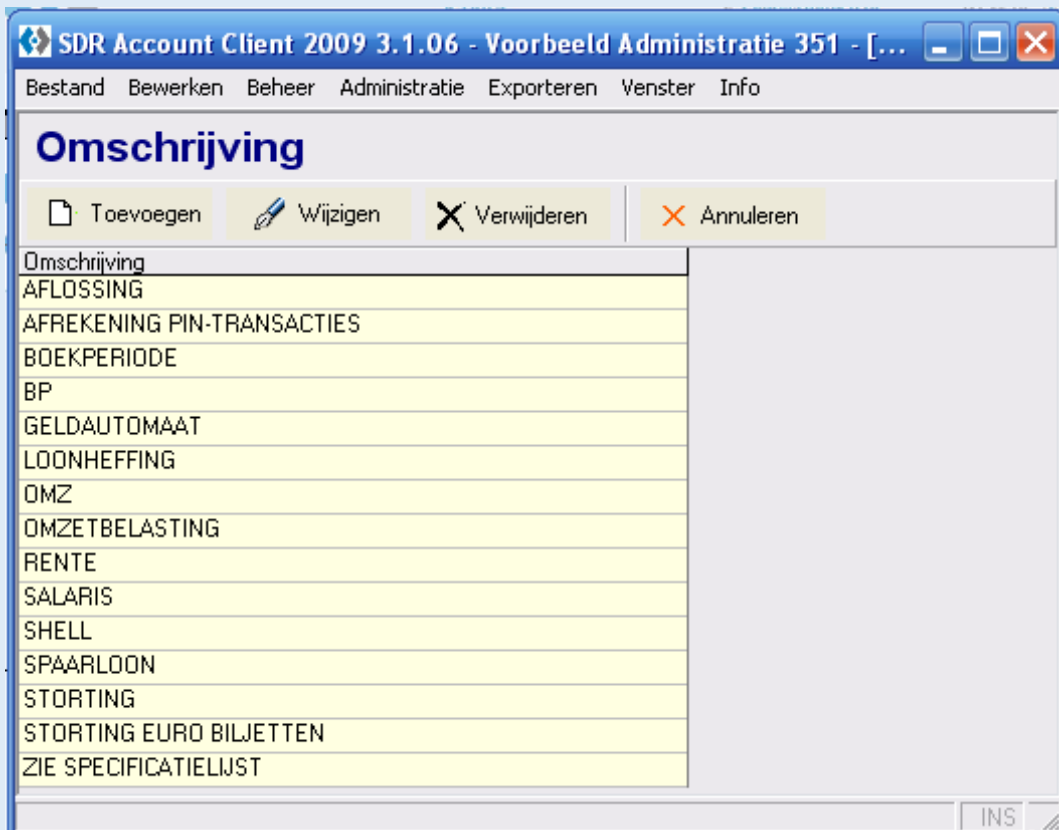 SDR Account Client 2009 3.1.06 - Voorbeeld Administratie 351 - [...
Bestand Bewerken Beheer Administratie Exporteren Venster Info
Omschrijving
Toevoegen Wijzigen Verwijderen Annuleren
Omschrijving
AFLOSSING
AFREKENING PIN-TRANSACTIES
BOEKPERIODE
BP
GELDAUTOMAAT
LOONHEFFING
OMZ
OMZETBELASTING
RENTE
SALARIS
SHELL
SPAARLOON
STORTING
STORTING EURO BILJETTEN
ZIE SPECIFICATIELIJST
INS